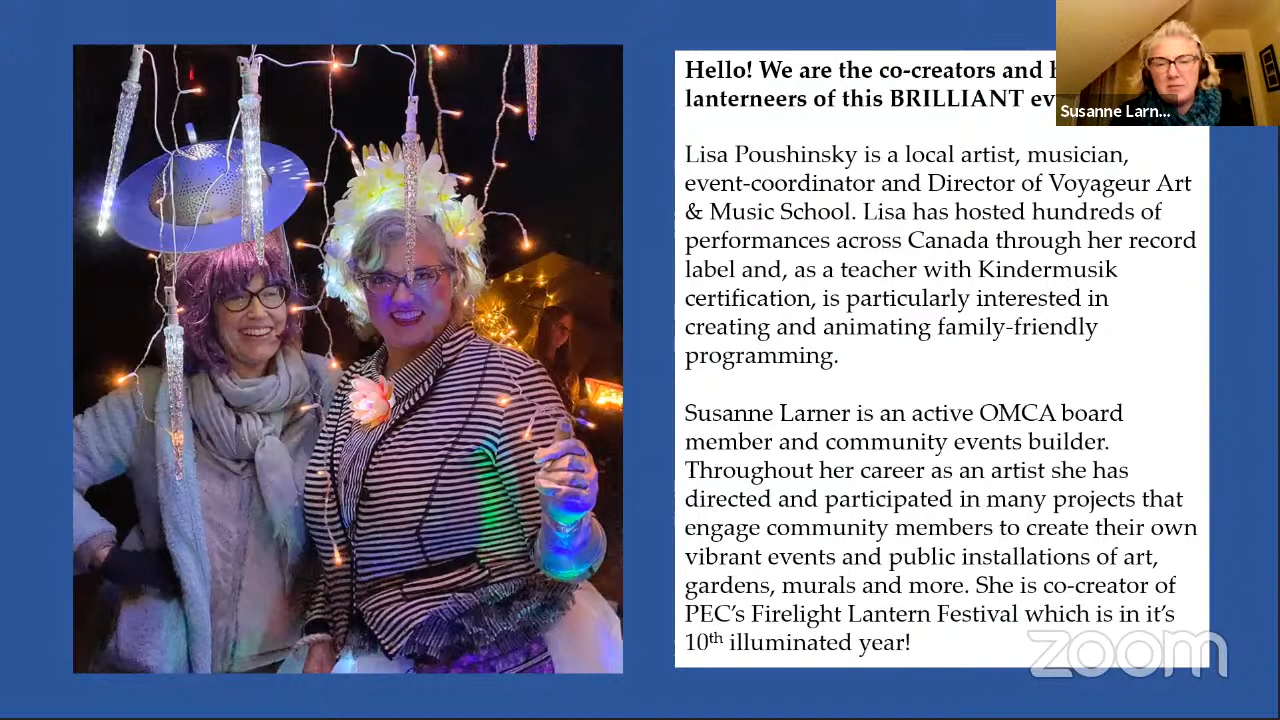 Hello! We are the co-creators and
lanterneers of this BRILLIANT
Susanne Larn...
Lisa Poushinsky is a local artist, musician,
event-coordinator and Director of Voyageur Art
& Music School. Lisa has hosted hundreds of
performances across Canada through her record
label and, as a teacher with Kindermusik
certification, is particularly interested in
creating and animating family-friendly
programming.
Susanne Larner is an active OMCA board
member and community events builder.
Throughout her career as an artist she has
directed and participated in many projects that
engage community members to create their own
vibrant events and public installations of art,
gardens, murals and more. She is co-creator of
PEC's Firelight Lantern Festival which is in it's
10th illuminated year!
zoom